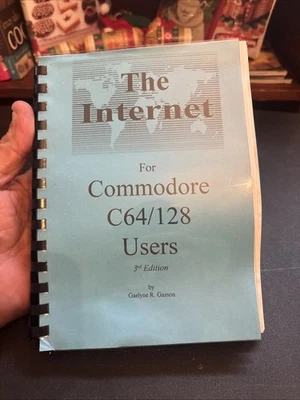 The
Internet
For
Commodore
C64/128
Users
3rd Edition
by
Gaelyne R. Gasson